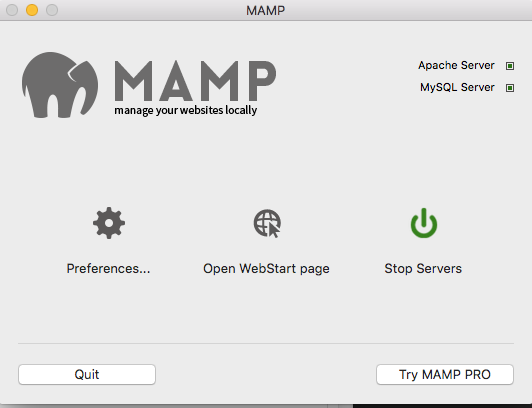 MAMP
MAMP
manage your websites locally
Apache Server
MySQL Server
Preferences...
Open WebStart page
Stop Servers
Quit
Try MAMP PRO